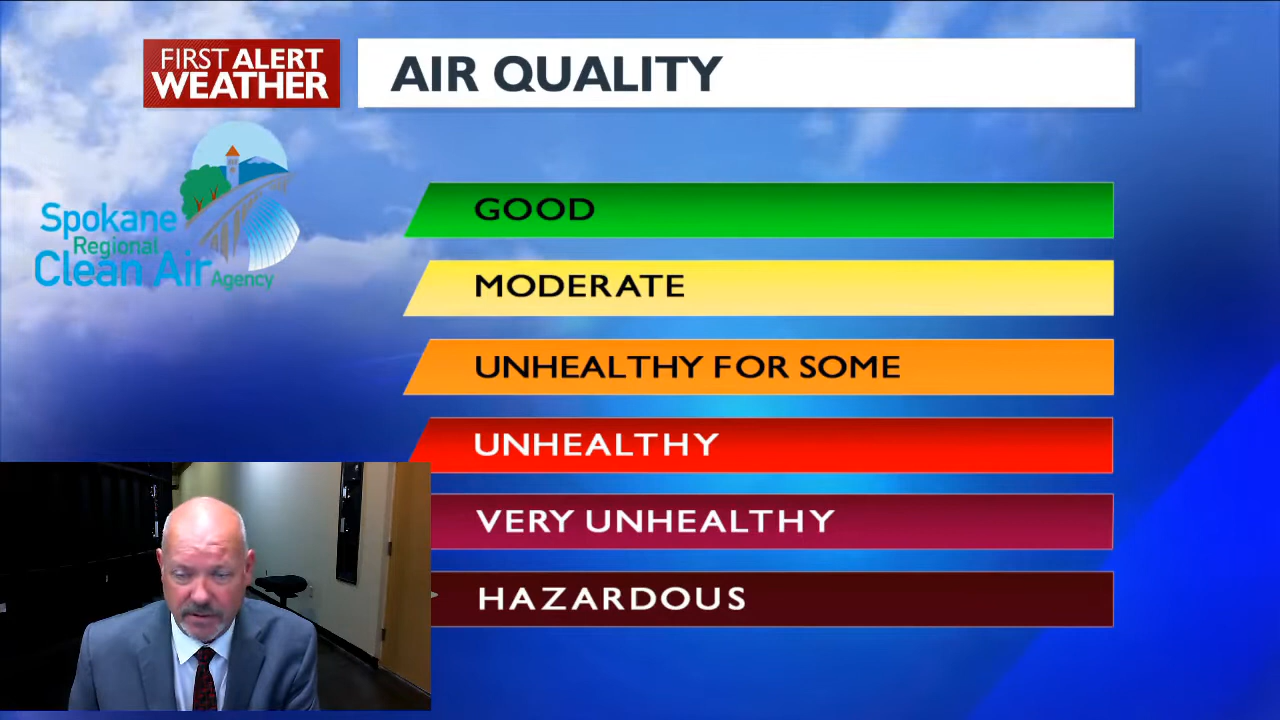 FIRST ALERT
WEATHER
AIR QUALITY
Spokane
Regional
Clean Air Agency
GOOD
MODERATE
UNHEALTHY FOR SOME
UNHEALTHY
VERY UNHEALTHY
HAZARDOUS